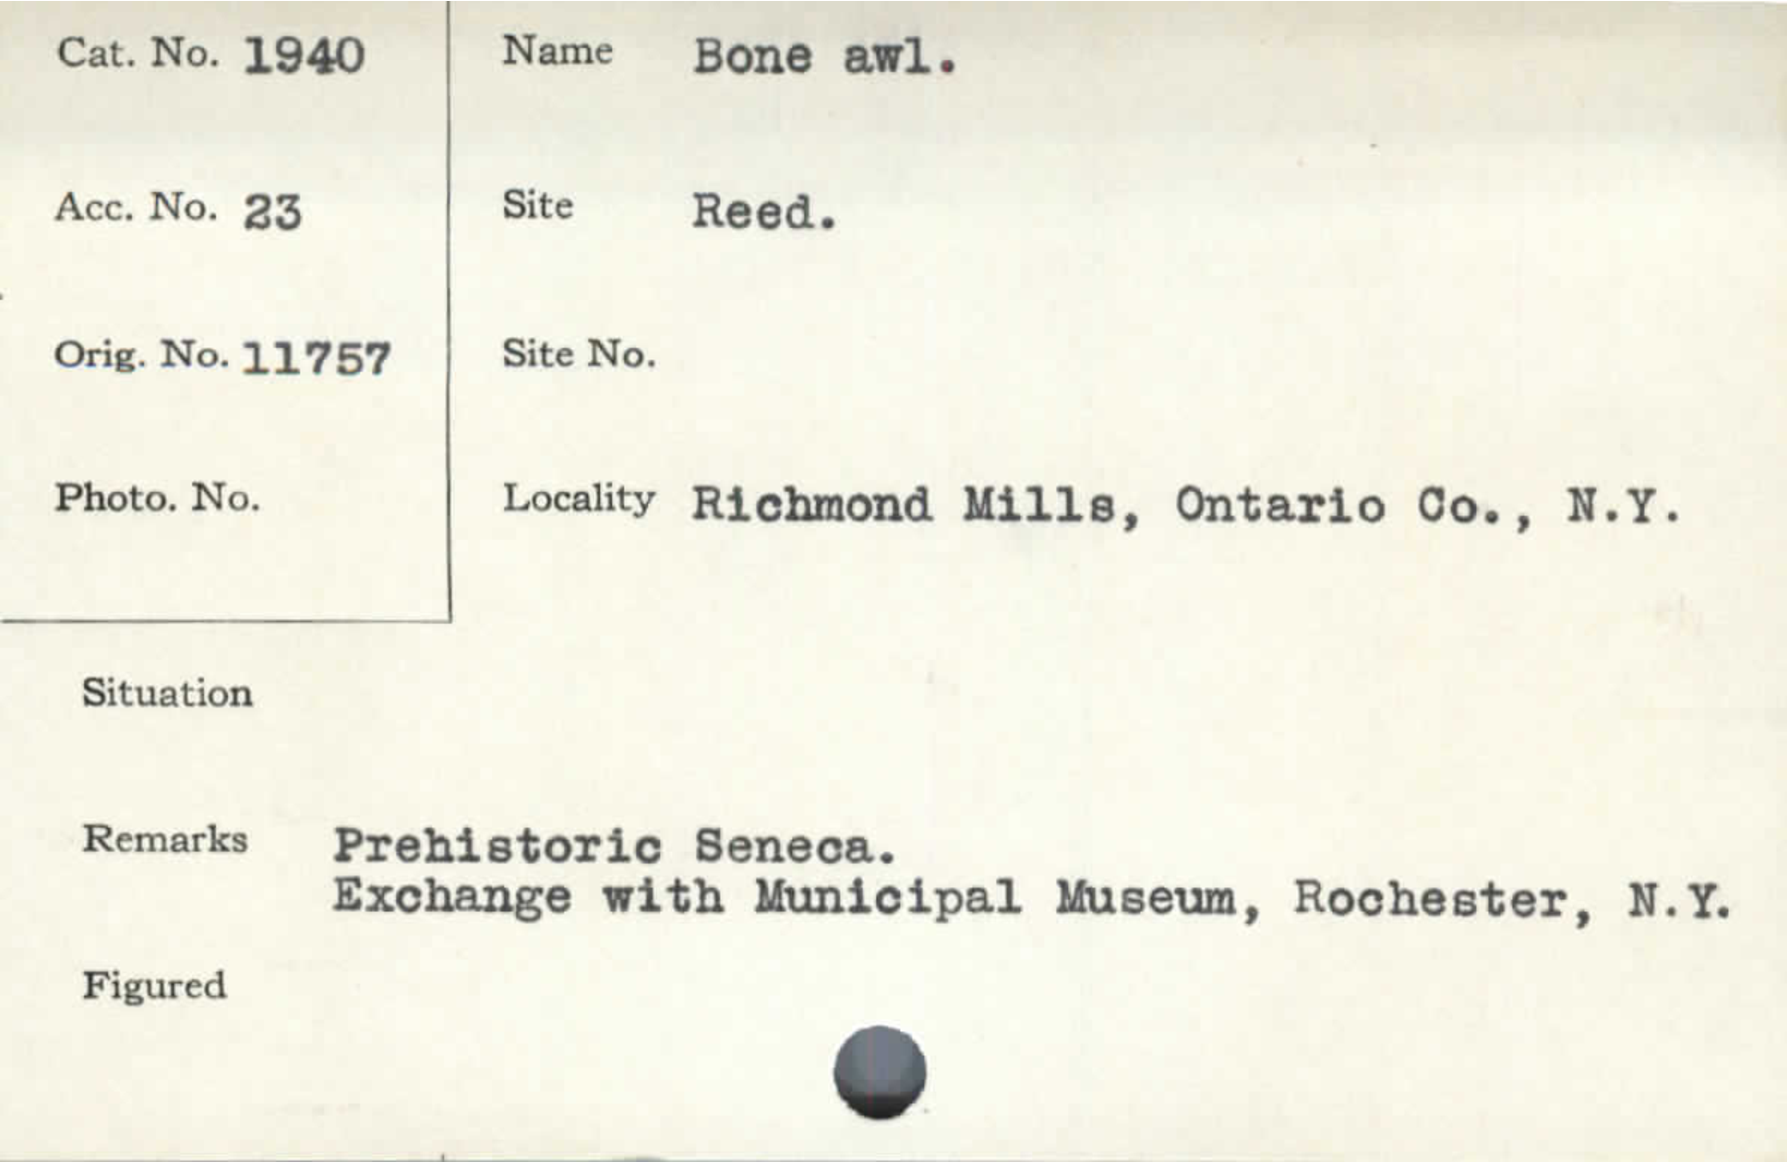 Cat. No. 1940
Name Bone awl.
Acc. No. 23
Site Reed.
Orig. No. 11757
Site No.
Photo. No.
Locality Richmond Mills, Ontario Co., N.Y.
Situation
Remarks Prehistoric Seneca.
Exchange with Municipal Museum, Rochester, N.Y.
Figured